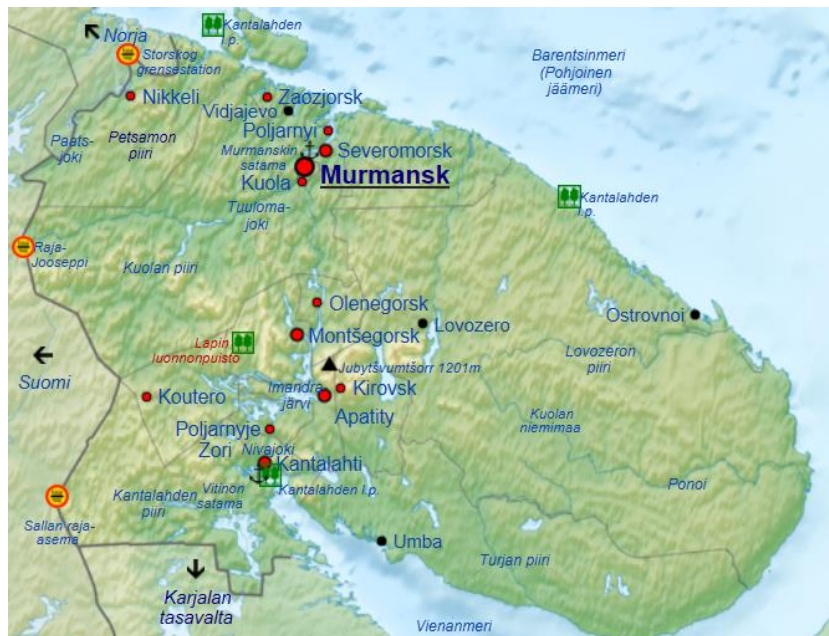 Kantalahden
l.p.
Norja
Storskog
grensestation
Barentsinmeri
(Pohjoinen
jäämeri)
Nikkeli
Zaozjorsk
Vidjajevo
Paats-
joki
Petsamon
piiri
Poljarnyi
Murmanskin
satama
Severomorsk
Murmansk
Kuola
Kantalahden
l.p.
Tuuloma-
joki
Raja-
Jooseppi
Kuolan piiri
Olenegorsk
Ostrovnoi
Lovozero
Montšegorsk
Lapin
luonnonpuisto
Lovozeron
piiri
Jubytšvumtšorr 1201m
Suomi
Imandra-
järvi
Kirovsk
Koutero
Apatity
Kuolan
niemimaa
Poljarnyje
Zori
Nivajoki
Kantalahti
Vitinon
satama
Kantalahden l.p.
Kantalahden
piiri
Ponoi
Sallan raja-
asema
Umba
Turjan piiri
Karjalan
tasavalta
Vienanmeri